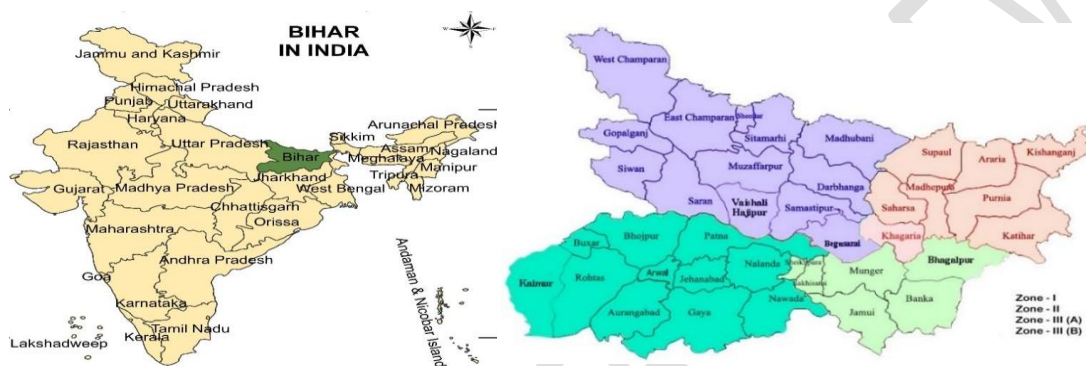 BIHAR
IN INDIA
N
W
E
S
Jammu and Kashmir
Himachal Pradesh
Punjab
Uttarakhand
Haryana
Arunachal Pradesh
Sikkim
Rajasthan
Uttar Pradesh
Assam
Nagaland
Bihar
Meghalaya
Manipur
Jharkhand
Tripura
Gujarat
Madhya Pradesh
West Bengal
Mizoram
Chhattisgarh
Orissa
Maharashtra
Andhra Pradesh
Goa
Karnataka
Tamil Nadu
Kerala
Lakshadweep
Andaman & Nicobar Island
West Champaran
East Champaran
Sitamarhi
Madhubani
Gopalganj
Siwan
Muzaffarpur
Darbhanga
Saran
Vaishali
Hajipur
Samastipur
Begusarai
Supaul
Araria
Kishanganj
Madhepura
Purnia
Saharsa
Khagaria
Katihar
Buxar
Bhojpur
Patna
Kaimur
Rohtas
Arwal
Jehanabad
Nalanda
Sheikhpura
Lakhisarai
Munger
Bhagalpur
Aurangabad
Gaya
Nawada
Jamui
Banka
Zone - I
Zone - II
Zone - III (A)
Zone - III (B)